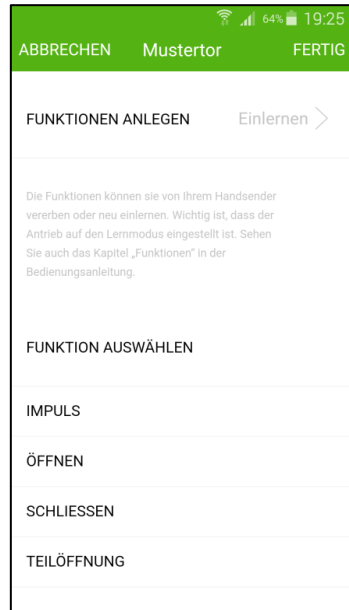 64% 19:25
ABBRECHEN Mustertor FERTIG
FUNKTIONEN ANLEGEN Einlernen
Die Funktionen können sie von Ihrem Handsender
vererben oder neu einlernen. Wichtig ist, dass der
Antrieb auf den Lernmodus eingestellt ist. Sehen
Sie auch das Kapitel „Funktionen" in der
Bedienungsanleitung.
FUNKTION AUSWÄHLEN
IMPULS
ÖFFNEN
SCHLIESSEN
TEILÖFFNUNG